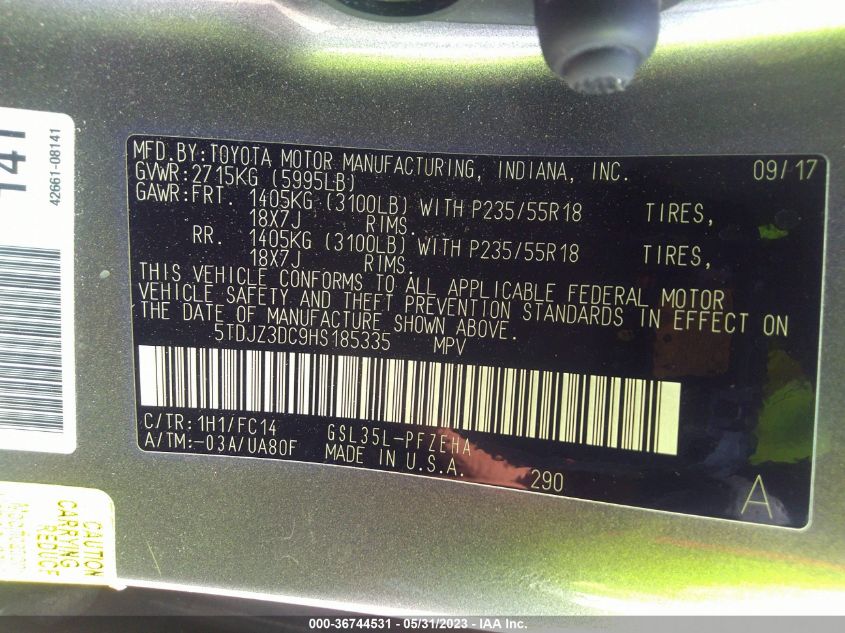 MFD.BY:TOYOTA MOTOR MANUFACTURING, INDIANA, INC. 09/17
GVWR:2715KG (5995LB)
GAWR:FRT. 1405KG (3100LB) WITH P235/55R18 TIRES,
18X7J RIMS.
RR. 1405KG (3100LB) WITH P235/55R18 TIRES,
18X7J RIMS.
THIS VEHICLE CONFORMS TO ALL APPLICABLE FEDERAL MOTOR
VEHICLE SAFETY AND THEFT PREVENTION STANDARDS IN EFFECT ON
THE DATE OF MANUFACTURE SHOWN ABOVE.
5TDJZ3DC9HS185335 MPV
C/TR:1H1/FC14 GSL35L-PFZEHA
A/TM:-03A/UA80F MADE IN U.S.A.
290
A
141
42661-08141
CAUTION
CARRYING
REDUCE
000-36744531 - 05/31/2023 - IAA Inc.